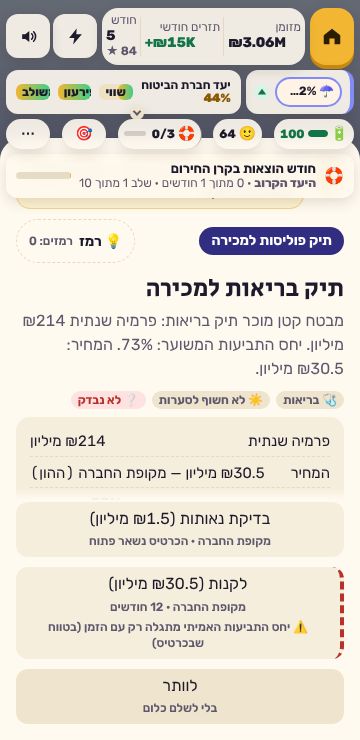 מזומן
₪3.06M
תזרים חודשי
+₪15K
חודש
5
84 ★
2%...
יעד חברת הביטוח
44%
שווי
פירעון
שולב
100
64
0/3
...
חודש הוצאות בקרן החירום
היעד הקרוב · 0 מתוך 1 חודשים · שלב 1 מתוך 10
תיק פוליסות למכירה
רמז רמזים: 0
תיק בריאות למכירה
מבטח קטן מוכר תיק בריאות: פרמיה שנתית ₪214
מיליון. יחס התביעות המשוער: 73%. המחיר:
₪30.5 מיליון.
בריאות
לא חשוף לסערות
לא נבדק
פרמיה שנתית ₪214 מיליון
המחיר ₪30.5 מיליון — מקופת החברה (ההון)
בדיקת נאותות (₪1.5 מיליון)
מקופת החברה · הכרטיס נשאר פתוח
לקנות (₪30.5 מיליון)
מקופת החברה · 12 חודשים
⚠️ יחס התביעות האמיתי מתגלה רק עם הזמן (בטווח
שבכרטיס)
לוותר
בלי לשלם כלום